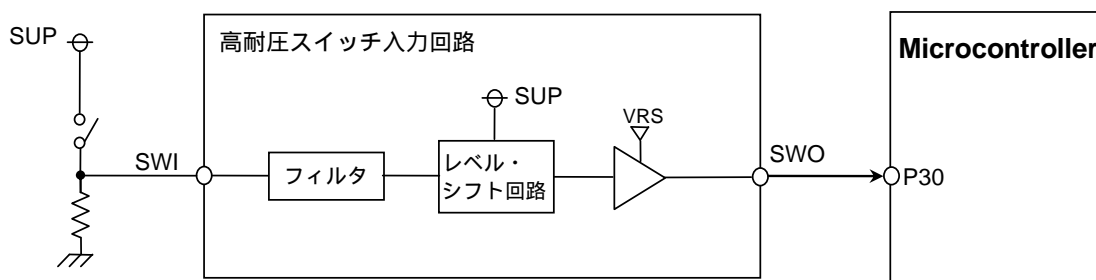 SUP
高耐圧スイッチ入力回路
Microcontroller
SUP
VRS
SWI
フィルタ
レベル・
シフト回路
SWO
P30